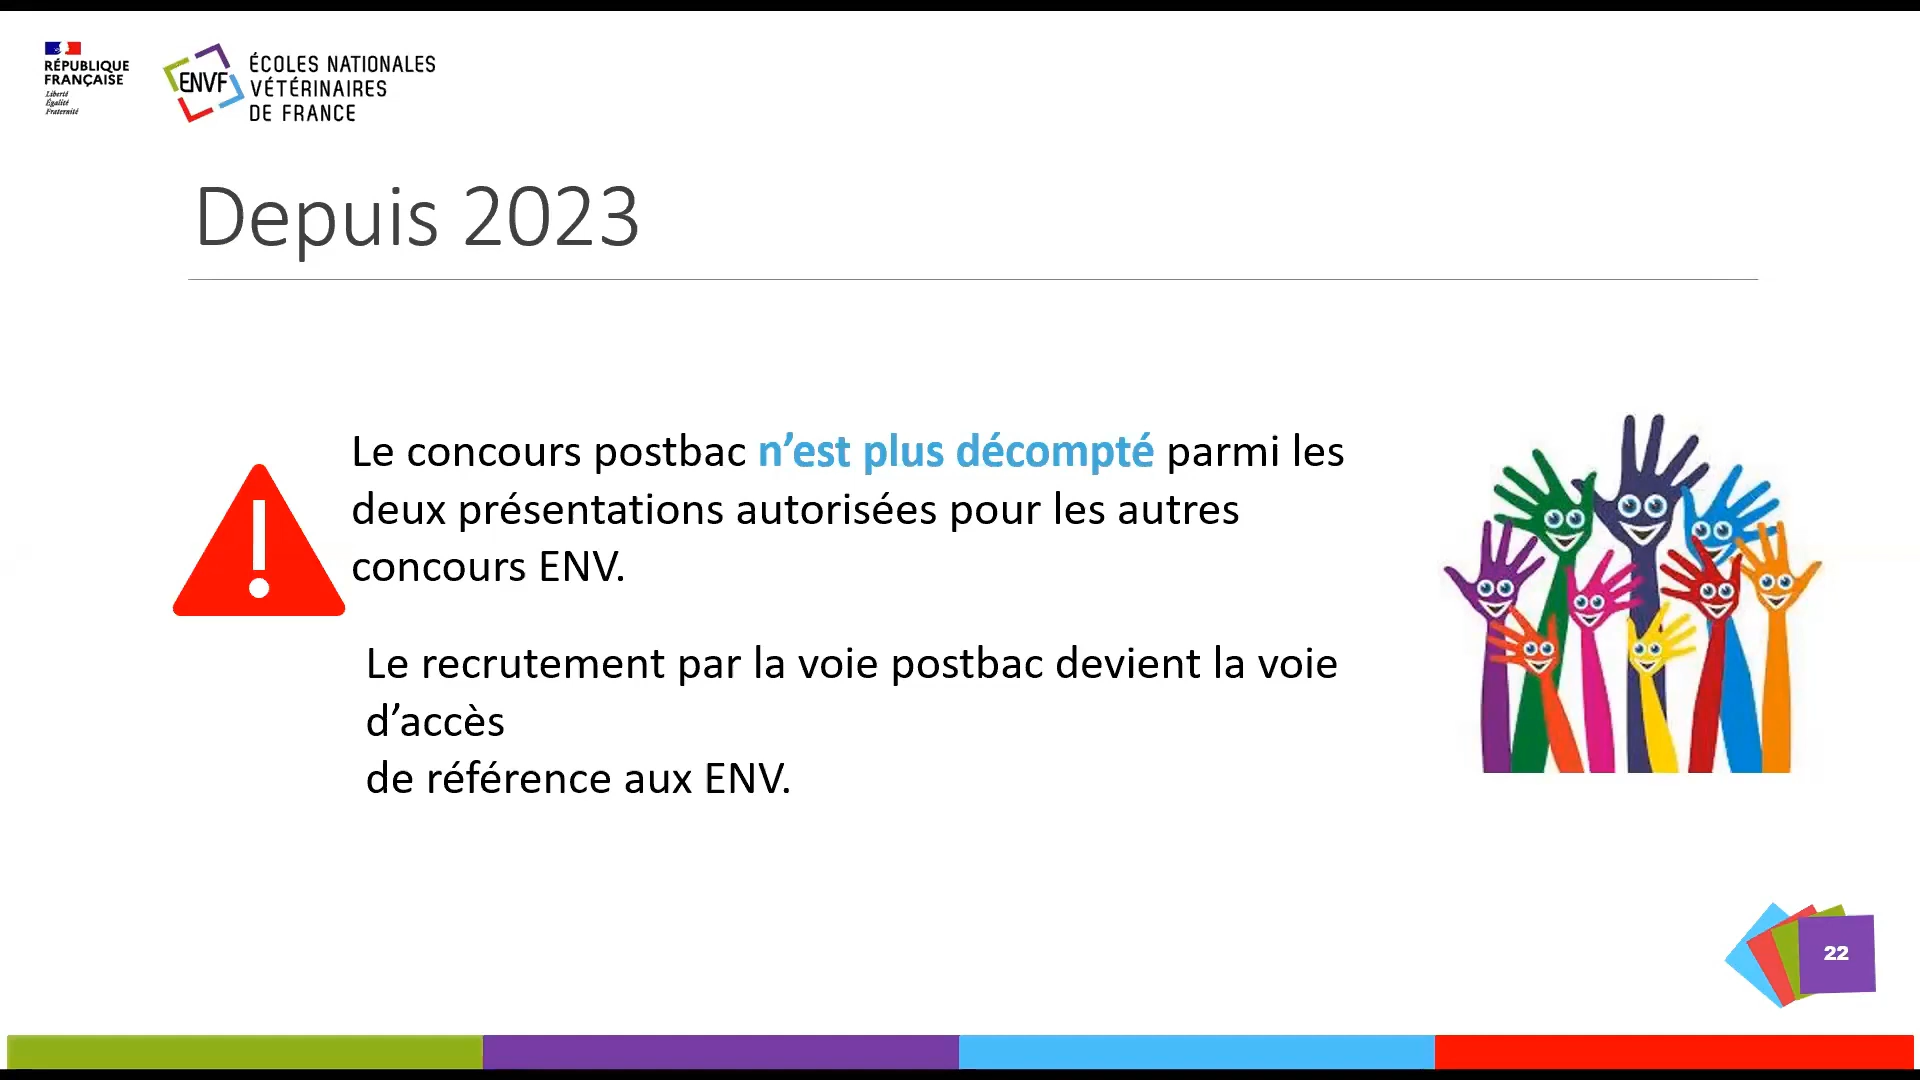 RÉPUBLIQUE
FRANÇAISE
Liberté
Égalité
Fraternité
ENVF
ÉCOLES NATIONALES
VÉTÉRINAIRES
DE FRANCE
Depuis 2023
Le concours postbac n’est plus décompté parmi les
deux présentations autorisées pour les autres
concours ENV.
Le recrutement par la voie postbac devient la voie
d’accès
de référence aux ENV.
22